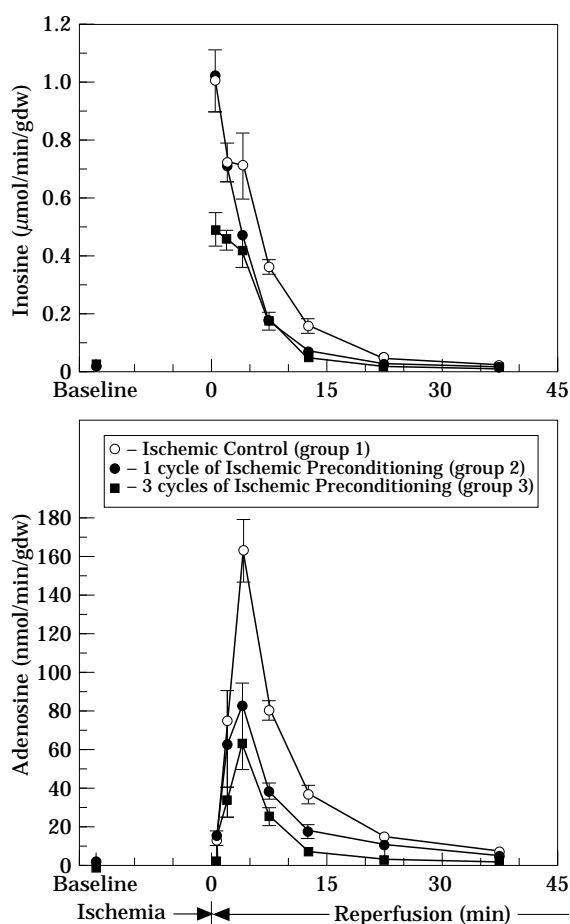 1.2
1.0
0.8
0.6
0.4
0.2
0
Inosine (µmol/min/gdw)
Baseline 0 15 30 45
○ – Ischemic Control (group 1)
● – 1 cycle of Ischemic Preconditioning (group 2)
■ – 3 cycles of Ischemic Preconditioning (group 3)
180
160
140
120
100
80
60
40
20
0
Adenosine (nmol/min/gdw)
Baseline 0 15 30 45
Ischemia Reperfusion (min)